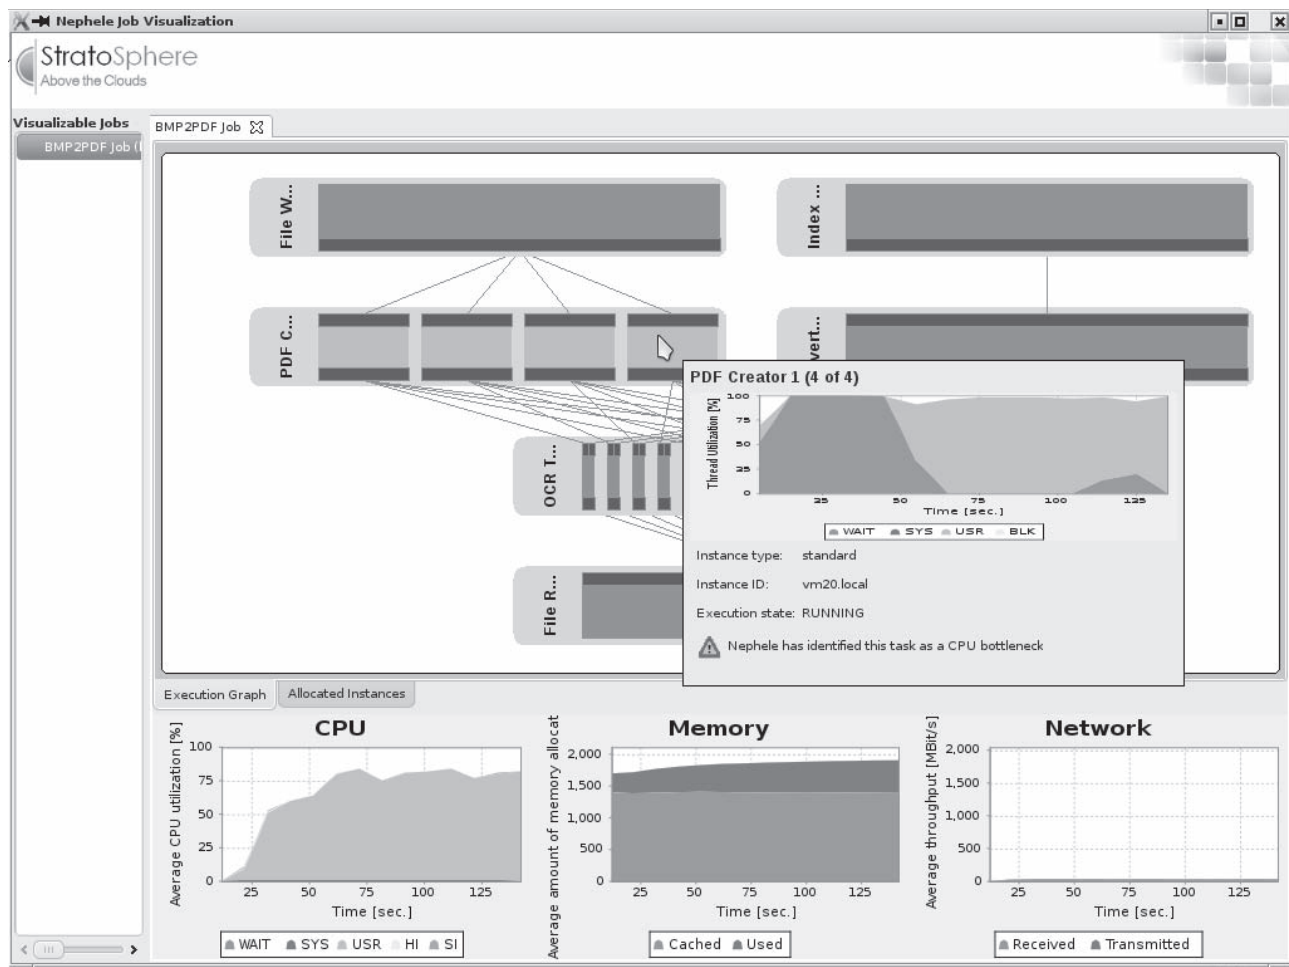 Nephele Job Visualization
StratoSphere
Above the Clouds
Visualizable Jobs
BMP2PDF Job (
BMP2PDF Job
File W...
Index ...
PDF C...
vert...
OCR T...
File R...
PDF Creator 1 (4 of 4)
Thread Utilization [%]
100
75
50
25
0
25 50 75 100 125
Time [sec.]
WAIT SYS USR BLK
Instance type: standard
Instance ID: vm20.local
Execution state: RUNNING
Nephele has identified this task as a CPU bottleneck
Execution Graph
Allocated Instances
CPU
Average CPU utilization [%]
100
75
50
25
0
25 50 75 100 125
Time [sec.]
WAIT SYS USR HI SI
Memory
Average amount of memory allocat
2,000
1,500
1,000
500
0
25 50 75 100 125
Time [sec.]
Cached Used
Network
Average throughput [MBit/s]
2,000
1,500
1,000
500
0
25 50 75 100 125
Time [sec.]
Received Transmitted